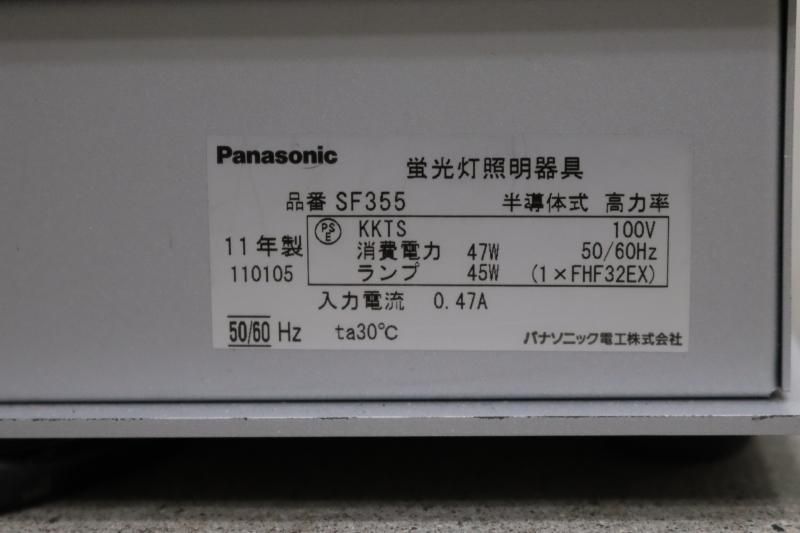 Panasonic 蛍光灯照明器具
品番 SF355 半導体式 高力率
PS E KKTS 100V
11年製 消費電力 47W 50/60Hz
110105 ランプ 45W (1×FHF32EX)
入力電流 0.47A
50/60 Hz ta30℃ パナソニック電工株式会社